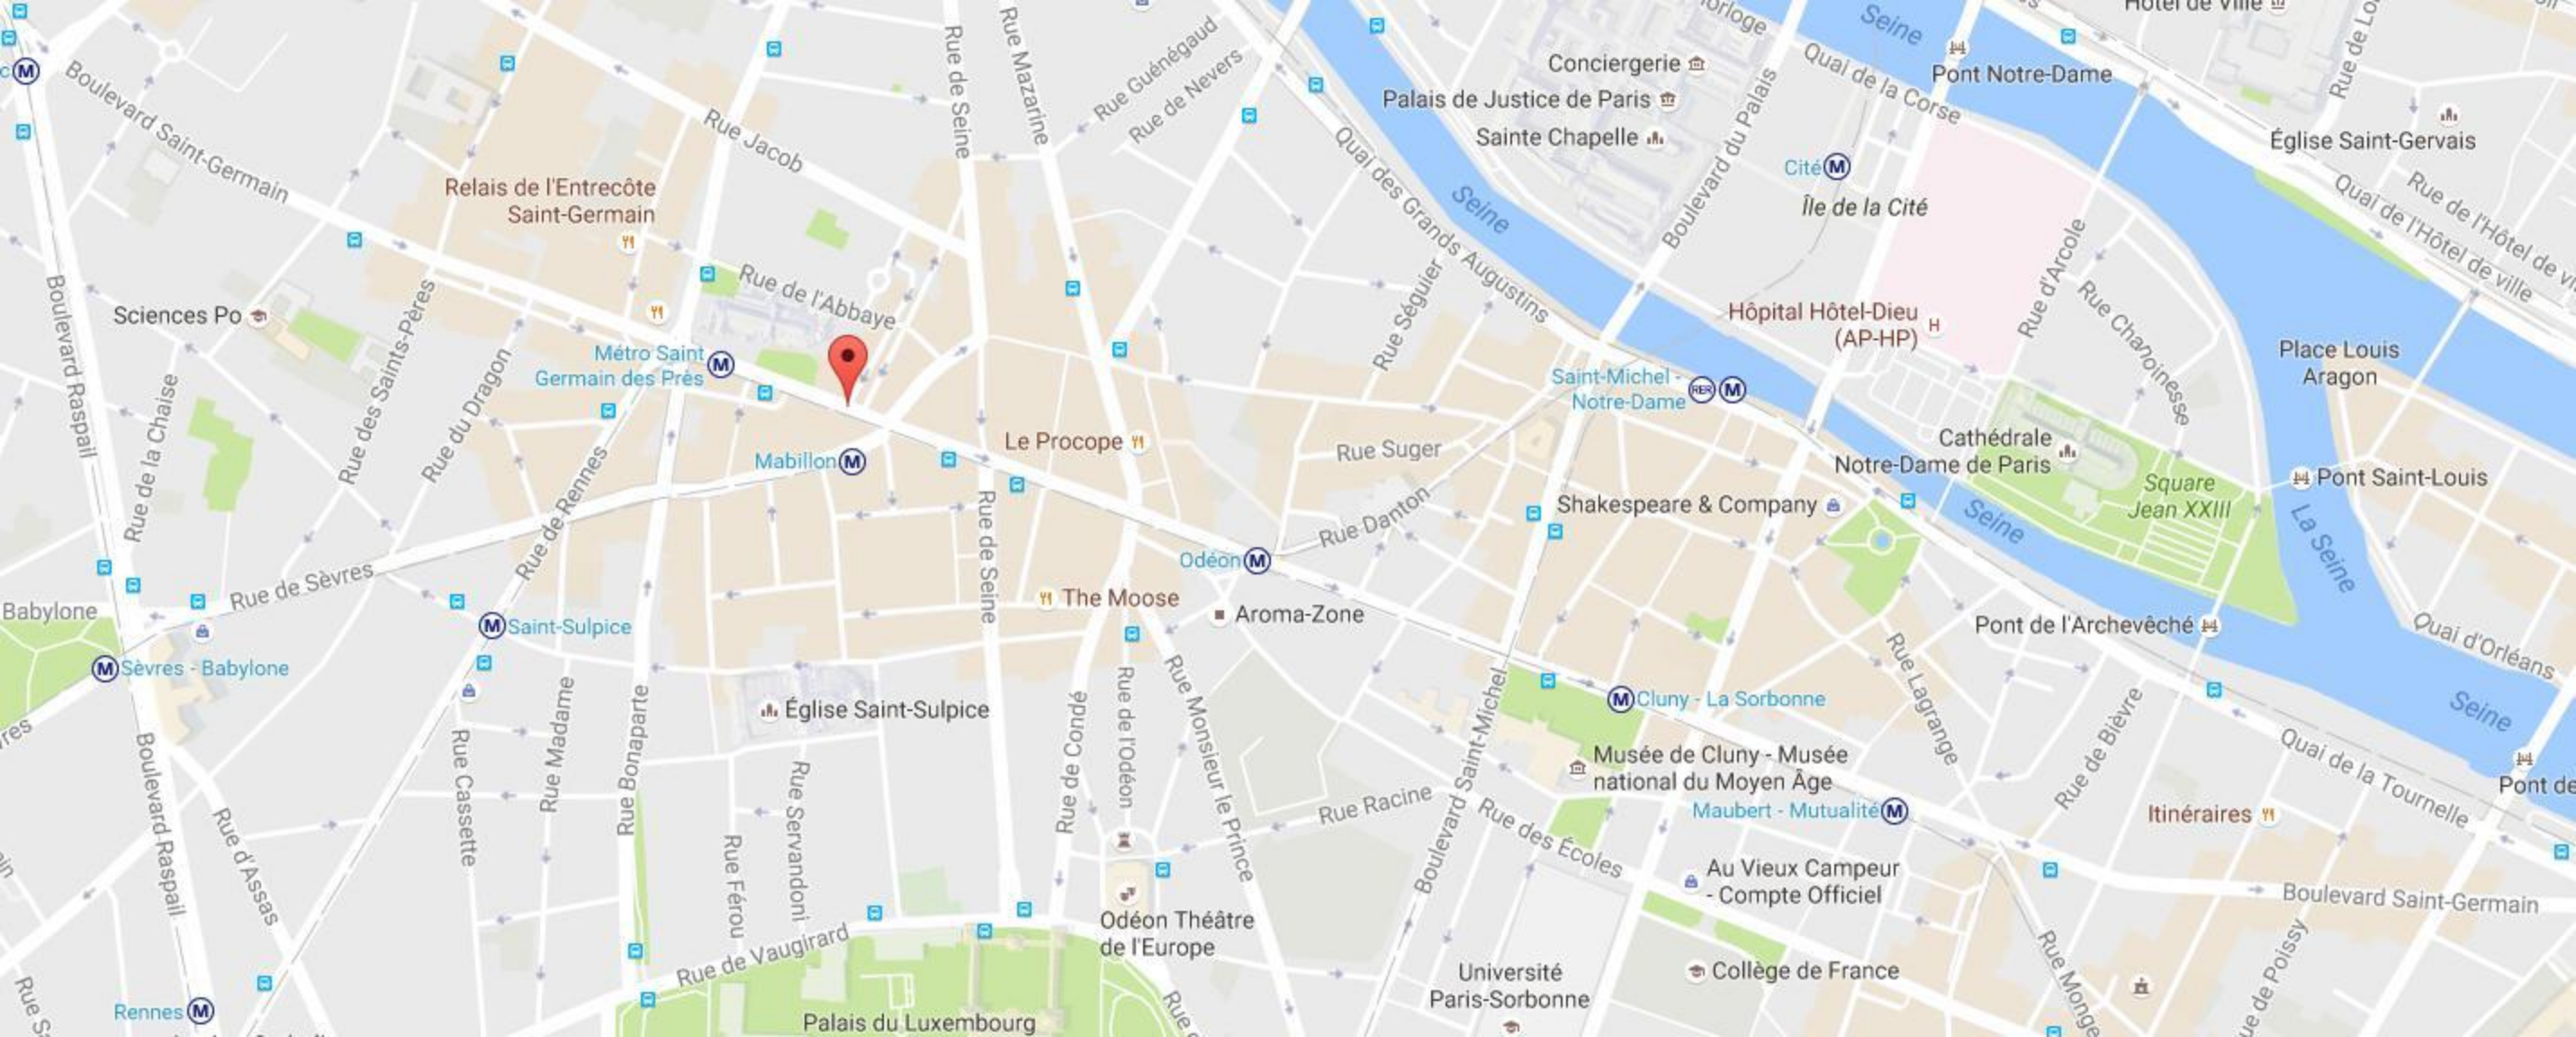 Hôtel de Ville
Seine
Pont Notre-Dame
Quai de la Corse
Conciergerie
Palais de Justice de Paris
Sainte Chapelle
Boulevard du Palais
Cité
Île de la Cité
Église Saint-Gervais
Quai de l'Hôtel de ville
Rue de l'Hôtel de
Boulevard Saint-Germain
Rue de Seine
Rue Mazarine
Rue Guénégaud
Rue de Nevers
Rue Jacob
Quai des Grands Augustins
Seine
Relais de l'Entrecôte
Saint-Germain
Rue de l'Abbaye
Sciences Po
Boulevard Raspail
Rue de la Chaise
Rue des Saints-Pères
Rue du Dragon
Métro Saint
Germain des Près
Mabillon
Le Procope
Rue Séguier
Rue Suger
Rue Danton
Saint-Michel -
Notre-Dame
RER
Hôpital Hôtel-Dieu
(AP-HP)
H
Rue d'Arcole
Rue Chanoinesse
Place Louis
Aragon
Cathédrale
Notre-Dame de Paris
Square
Jean XXIII
Pont Saint-Louis
La Seine
Shakespeare & Company
Seine
Rue de Rennes
Rue de Sèvres
Babylone
Saint-Sulpice
Sèvres - Babylone
Rue de Seine
Odéon
The Moose
Aroma-Zone
Pont de l'Archevêché
Quai d'Orléans
Seine
Rue Lagrange
Rue de Bièvre
Cluny - La Sorbonne
Musée de Cluny - Musée
national du Moyen Âge
Maubert - Mutualité
Boulevard Saint-Michel
Église Saint-Sulpice
Rue Madame
Rue Bonaparte
Rue Cassette
Rue Servandoni
Rue Férou
Rue de Condé
Rue de l'Odéon
Rue Monsieur le Prince
Rue Racine
Rue des Écoles
Quai de la Tournelle
Pont de
Itinéraires
Boulevard Raspail
Rue d'Assas
Au Vieux Campeur
- Compte Officiel
Boulevard Saint-Germain
Odéon Théâtre
de l'Europe
Rue de Vaugirard
Université
Paris-Sorbonne
Collège de France
Rue Monge
Rue de Poissy
Rennes
Palais du Luxembourg